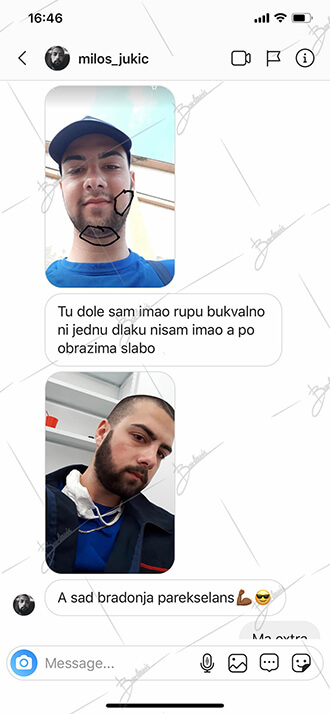 16:46
milos_jukic
Tu dole sam imao rupu bukvalno
ni jednu dlaku nisam imao a po
obrazima slabo
A sad bradonja parekselans💪😎
Ma extra
Message...